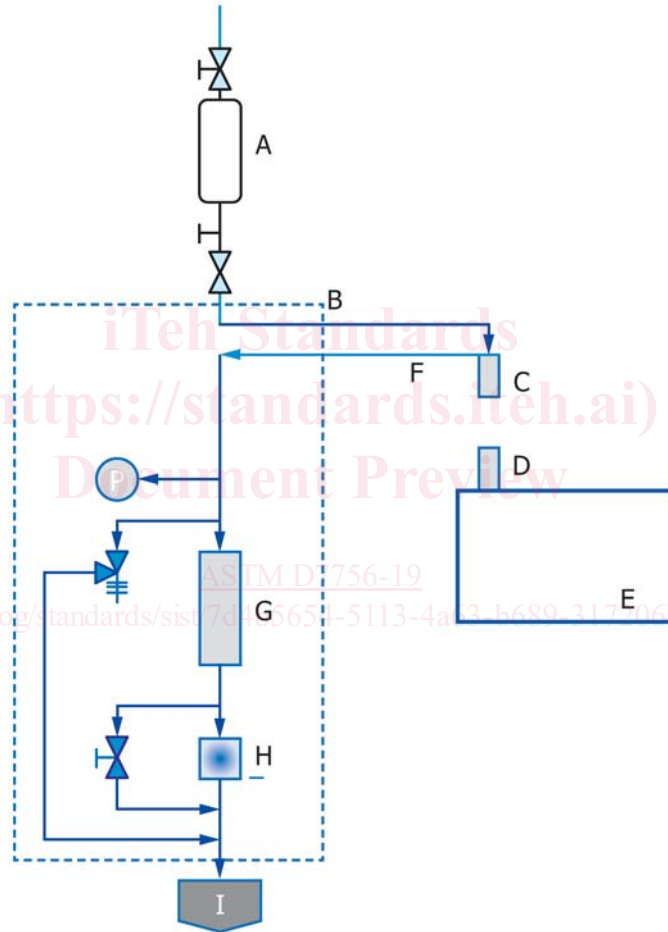 A
B
iTeh Standards
F
C
https://standards.iteh.ai)
D
P
Document Preview
ASTM D7756-19
E
G
H
I